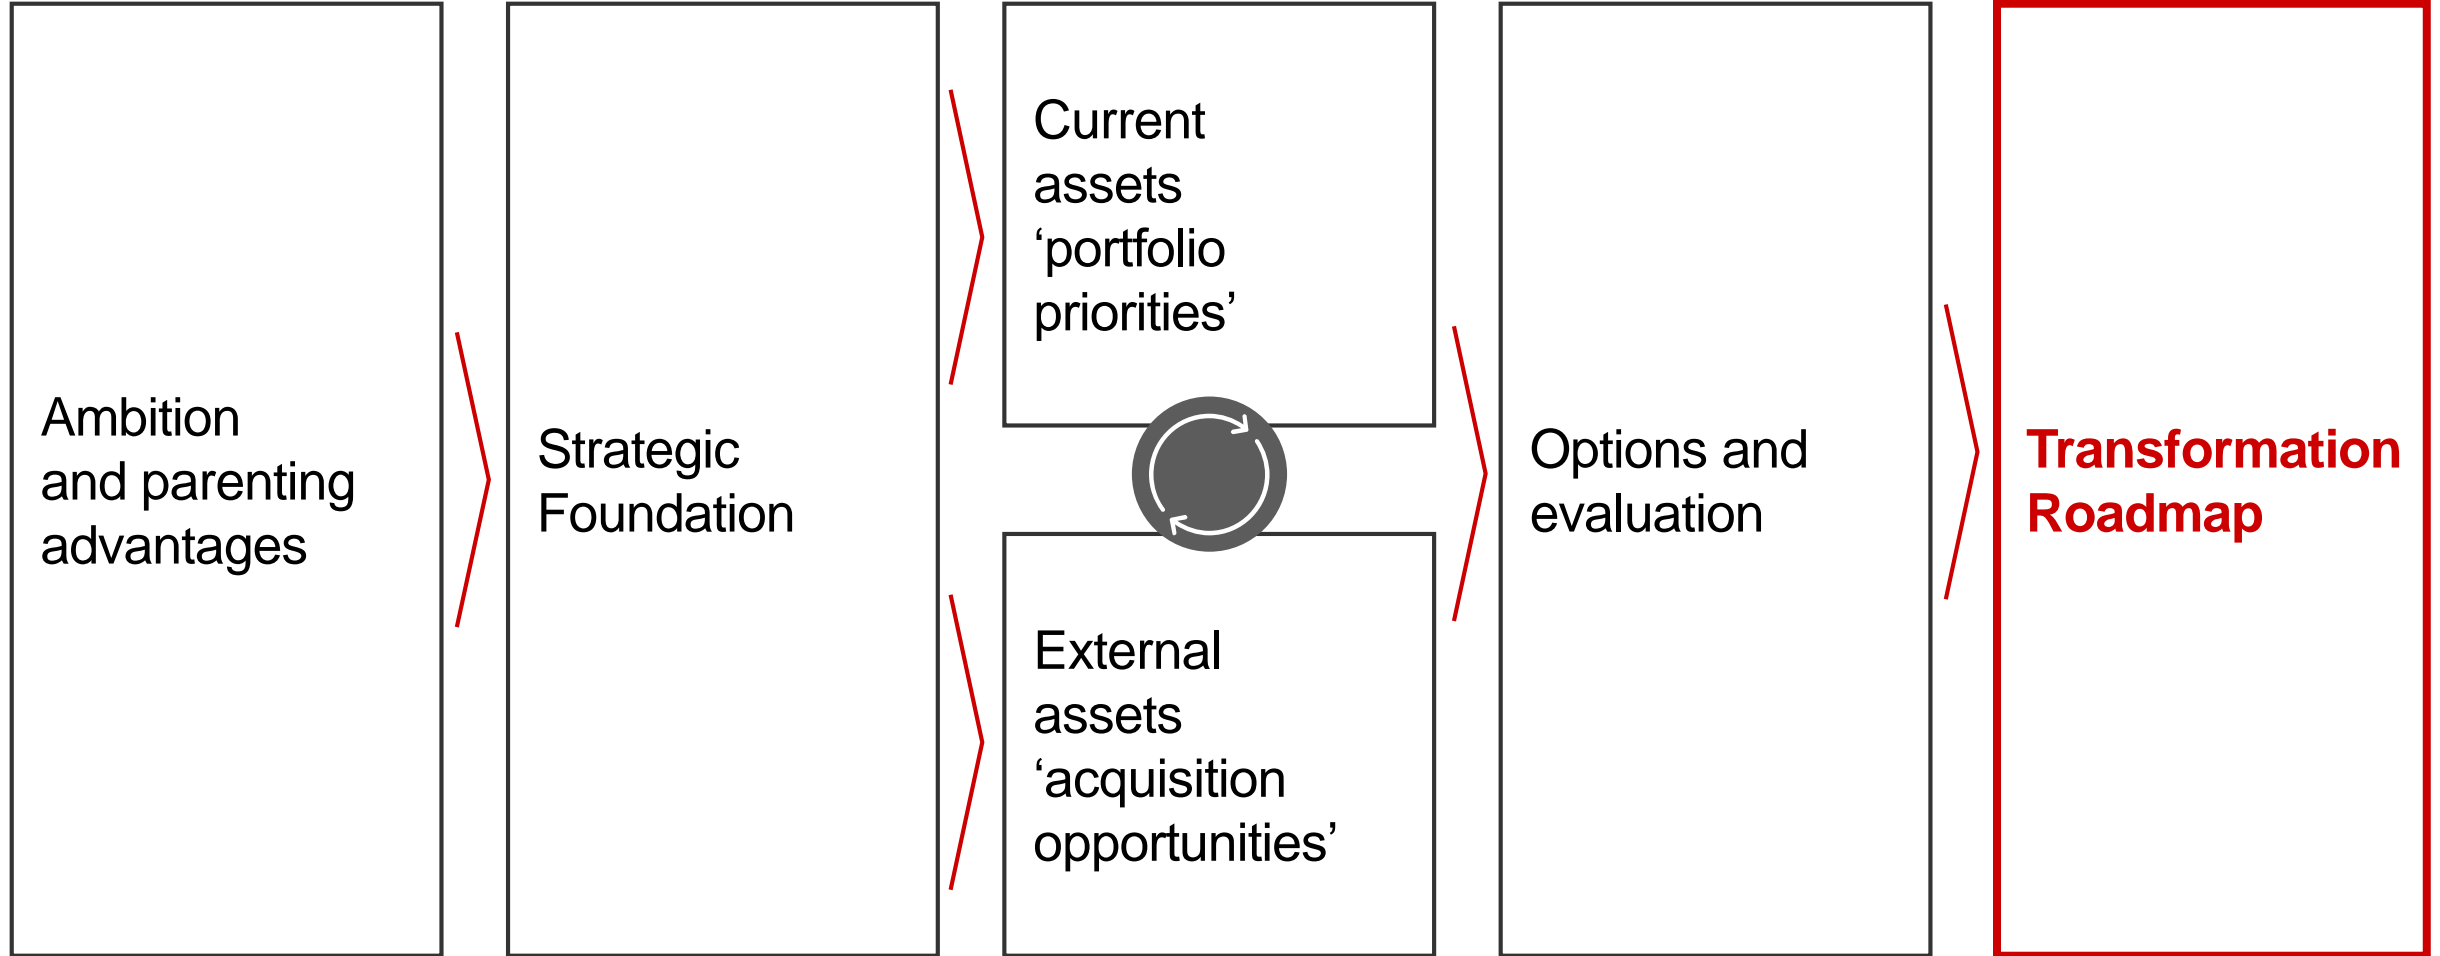 Ambition
and parenting
advantages
Strategic
Foundation
Current
assets
‘portfolio
priorities’
External
assets
‘acquisition
opportunities’
Options and
evaluation
Transformation
Roadmap